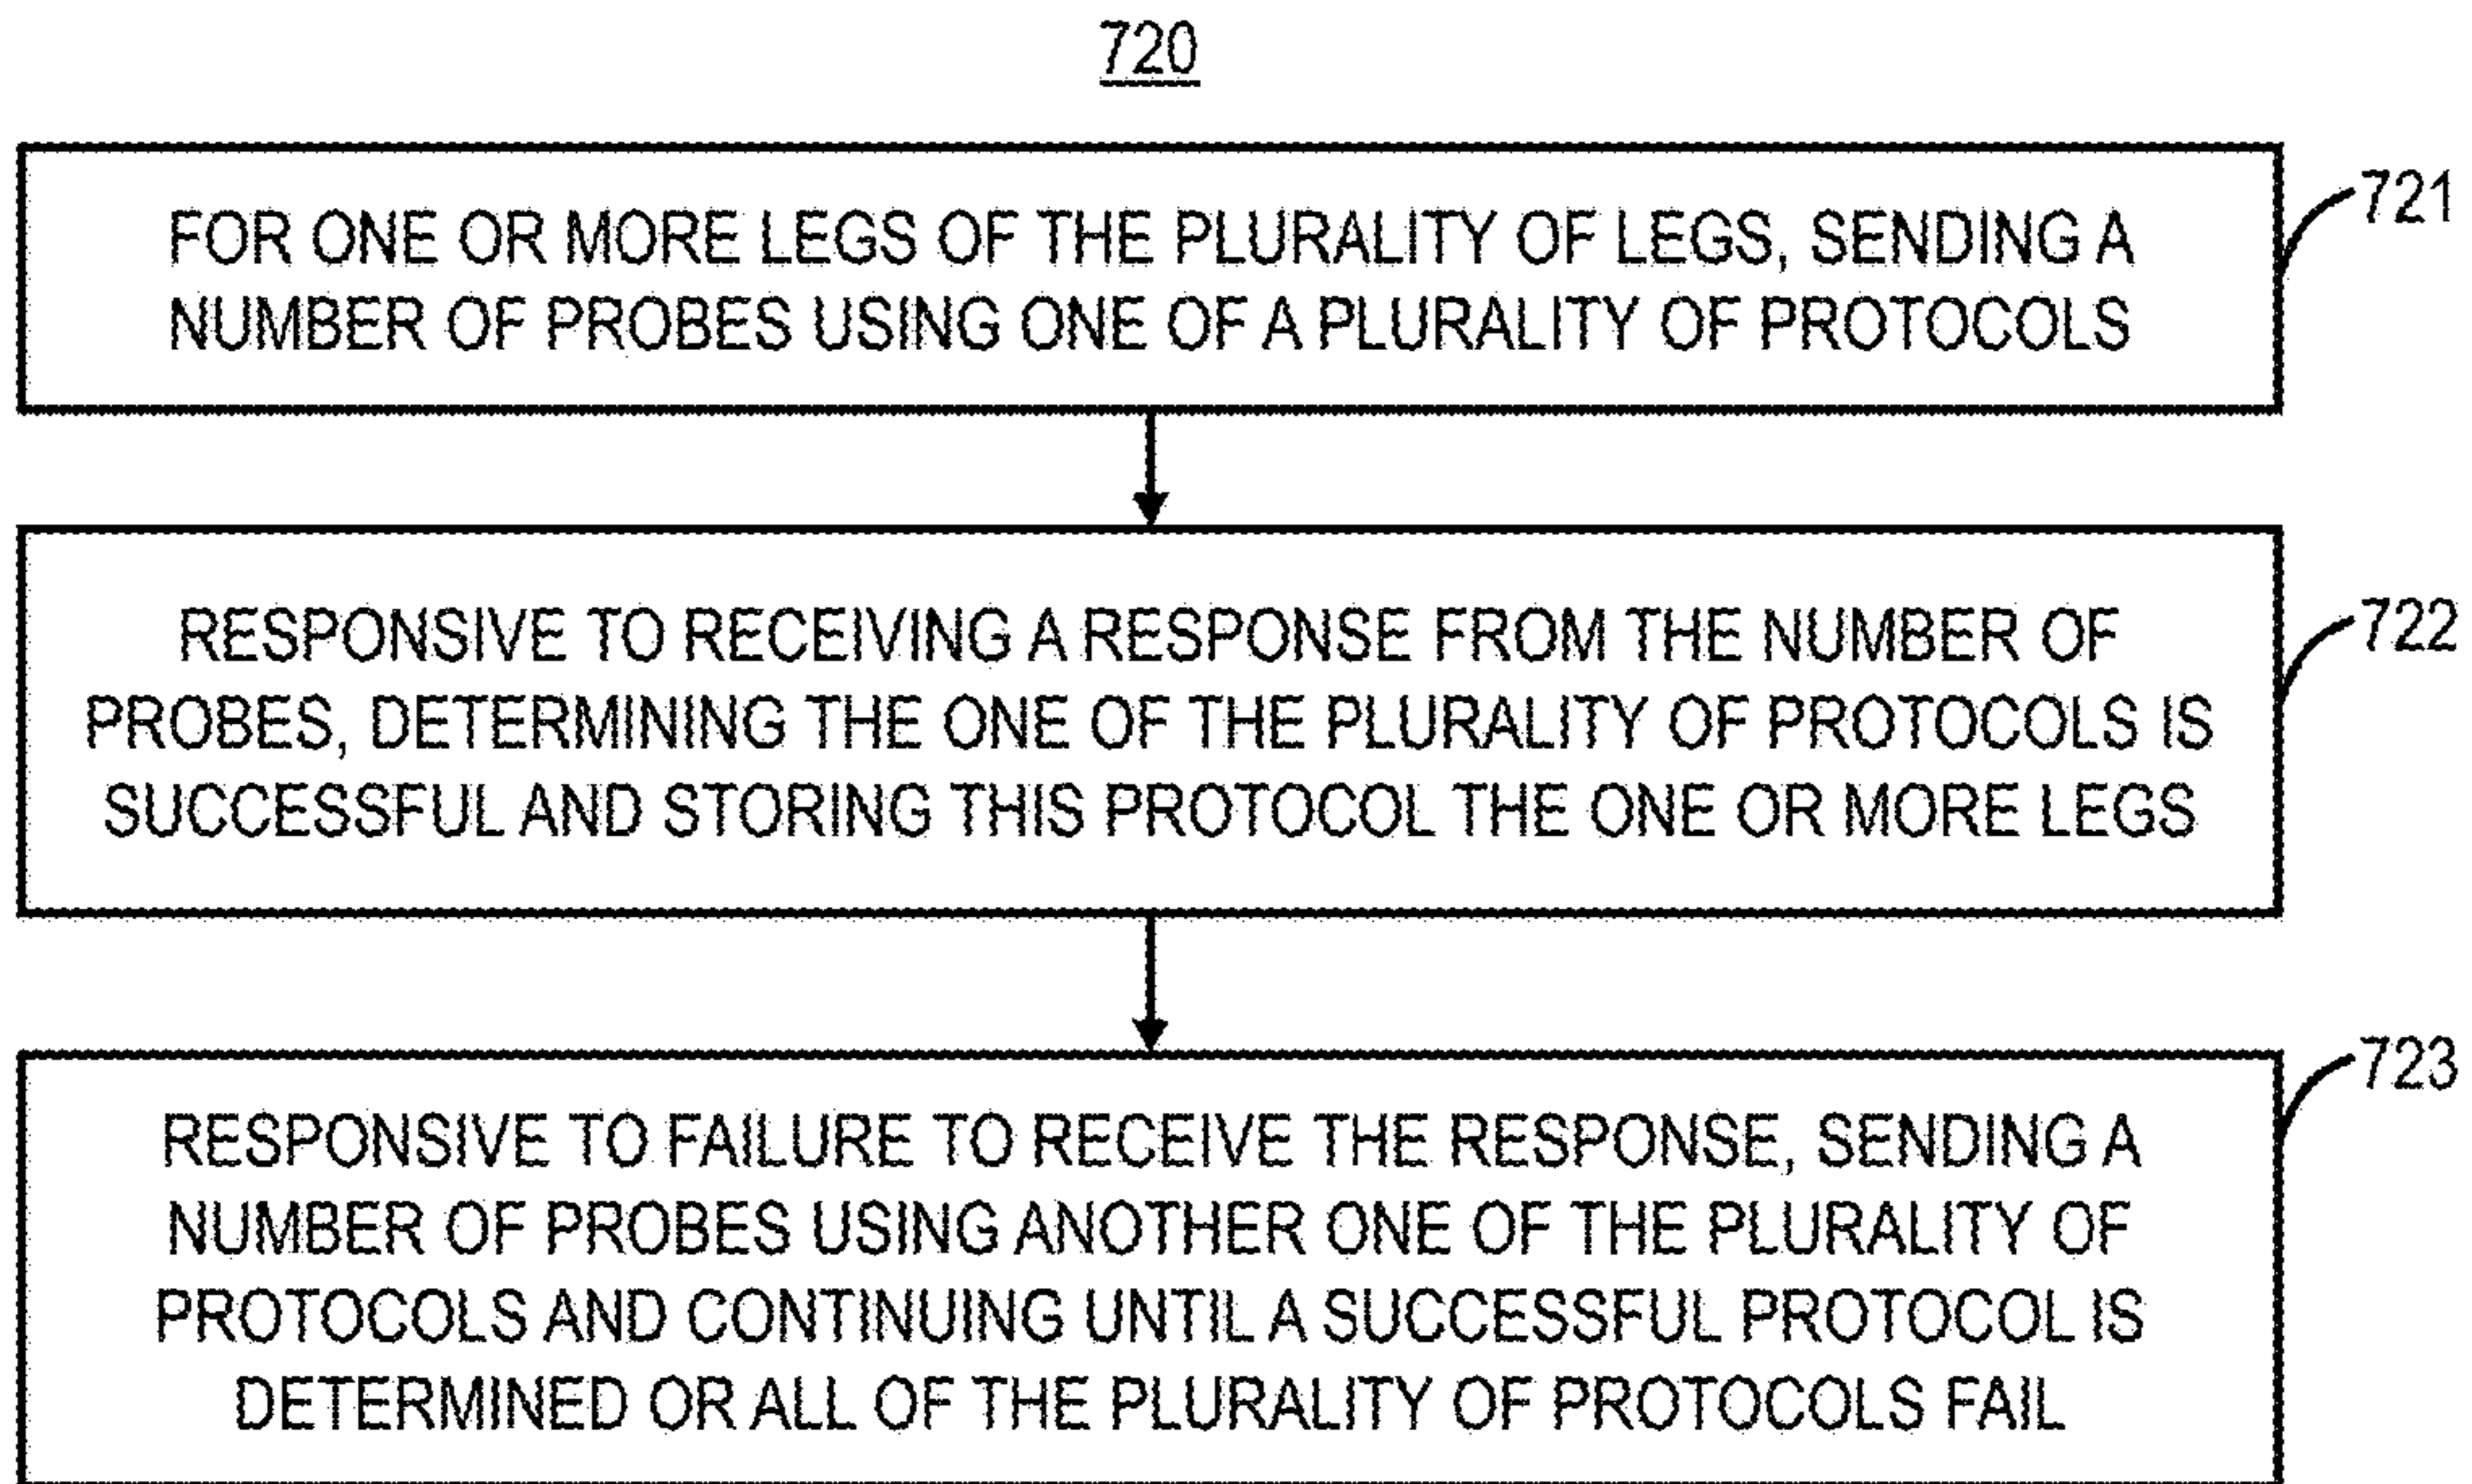 720
FOR ONE OR MORE LEGS OF THE PLURALITY OF LEGS, SENDING A
NUMBER OF PROBES USING ONE OF A PLURALITY OF PROTOCOLS
721
RESPONSIVE TO RECEIVING A RESPONSE FROM THE NUMBER OF
PROBES, DETERMINING THE ONE OF THE PLURALITY OF PROTOCOLS IS
SUCCESSFUL AND STORING THIS PROTOCOL THE ONE OR MORE LEGS
722
RESPONSIVE TO FAILURE TO RECEIVE THE RESPONSE, SENDING A
NUMBER OF PROBES USING ANOTHER ONE OF THE PLURALITY OF
PROTOCOLS AND CONTINUING UNTIL A SUCCESSFUL PROTOCOL IS
DETERMINED OR ALL OF THE PLURALITY OF PROTOCOLS FAIL
723